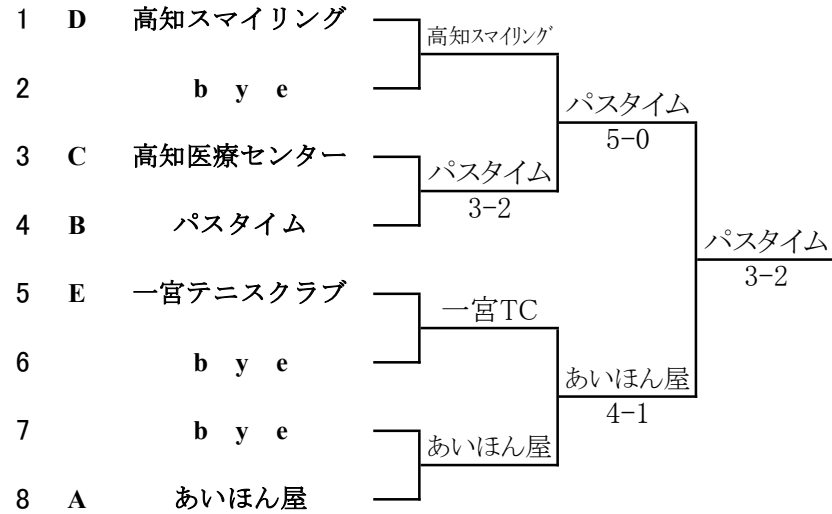 1 D 高知スマイリング
高知スマイリング
2 b y e
パスタイム
5-0
3 C 高知医療センター
パスタイム
3-2
4 B パスタイム
パスタイム
3-2
5 E 一宮テニスクラブ
一宮TC
6 b y e
あいほん屋
4-1
7 b y e
あいほん屋
8 A あいほん屋